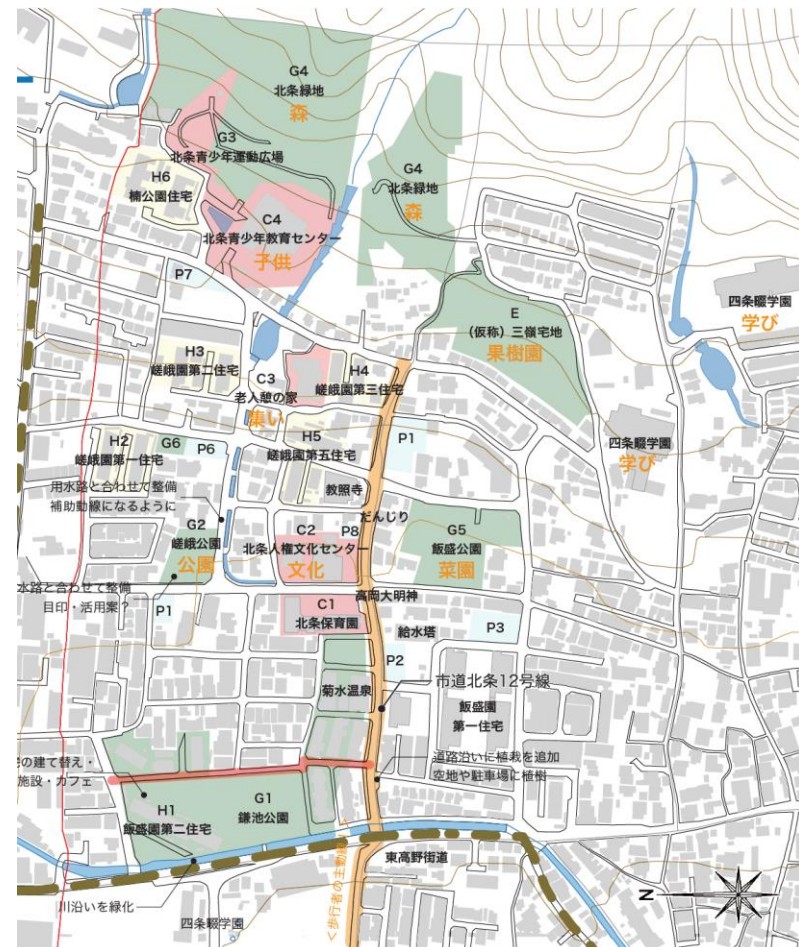 G4
北条緑地
森
G3
北条青少年運動広場
G4
北条緑地
森
H6
楠公園住宅
C4
北条青少年教育センター
子供
P7
E
（仮称）三嶺宅地
果樹園
四条畷学園
学び
H3
嵯峨園第二住宅
C3
老人憩の家
集い
H4
嵯峨園第三住宅
H2
嵯峨園第一住宅
G6
P6
H5
嵯峨園第五住宅
P1
四条畷学園
学び
用水路と合わせて整備
補助動線になるように
教照寺
だんじり
G2
嵯峨公園
公園
C2
P8
北条人権文化センター
文化
G5
飯盛公園
菜園
水路と合わせて整備
目印・活用案？
P1
高岡大明神
C1
北条保育園
給水塔
P3
P2
菊水温泉
市道北条12号線
飯盛園
第一住宅
の建て替え・
施設・カフェ
道路沿いに植栽を追加
空地や駐車場に植樹
H1
飯盛園第二住宅
G1
鎌池公園
東高野街道
川沿いを緑化
四条畷学園
＜歩行者の主動線
N